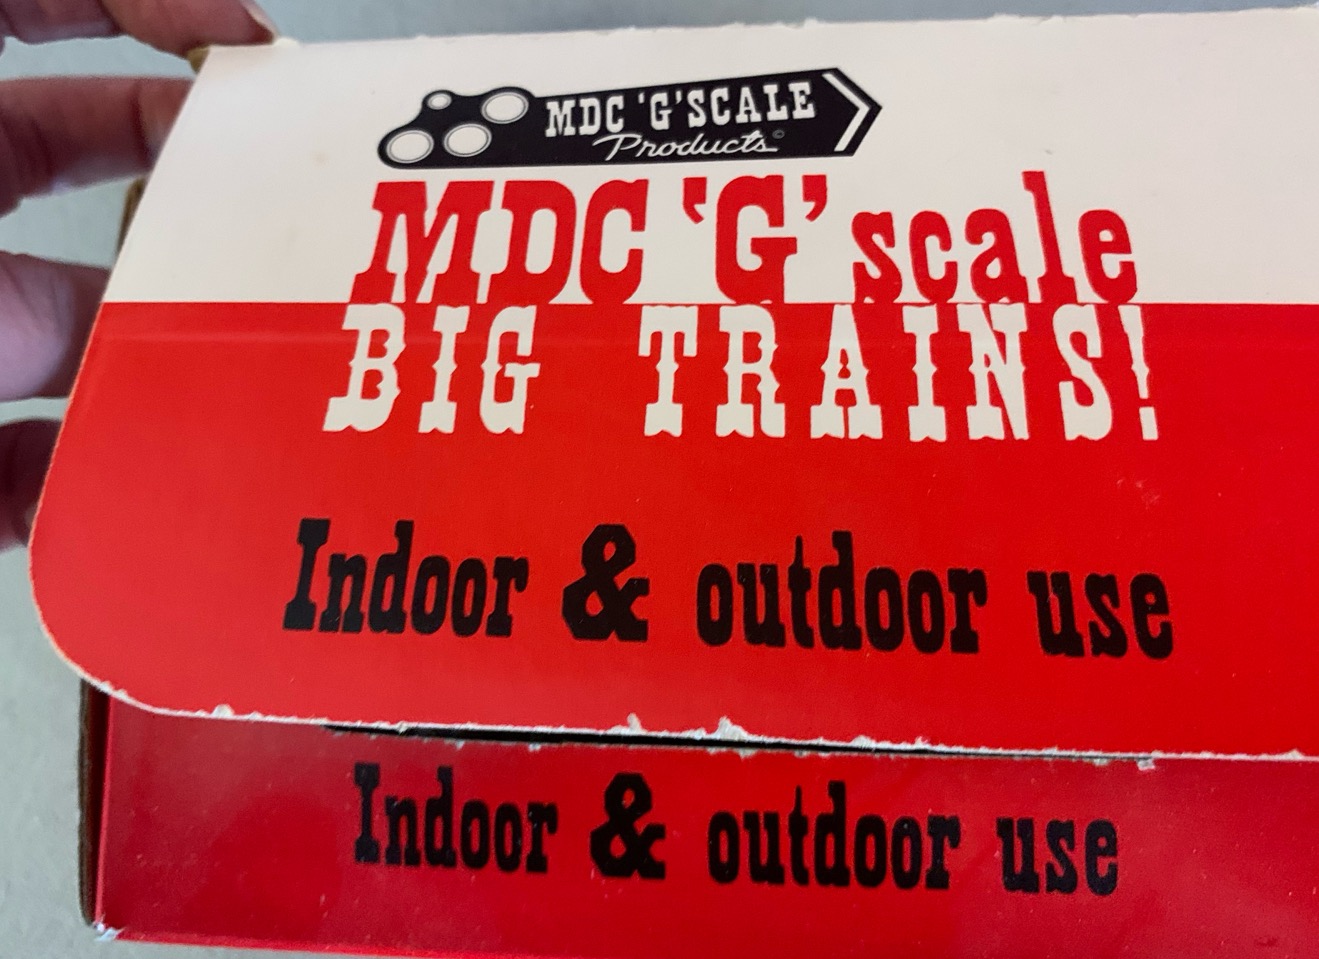 MDC 'G' SCALE
Products©
MDC ‘G’ scale
BIG TRAINS!
Indoor & outdoor use
Indoor & outdoor use